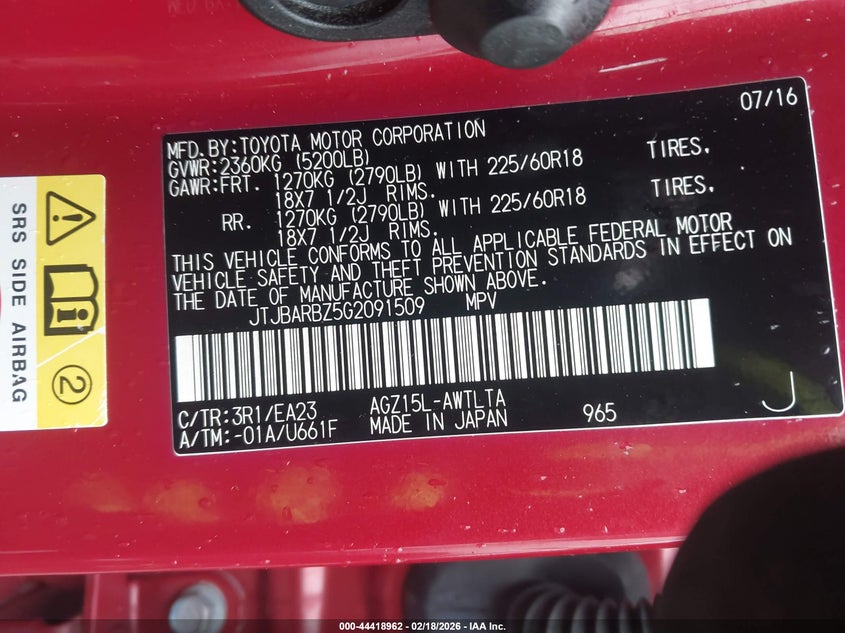 07/16
MFD.BY:TOYOTA MOTOR CORPORATION
GVWR:2360KG (5200LB)
GAWR:FRT. 1270KG (2790LB) WITH 225/60R18 TIRES.
18X7 1/2J RIMS.
RR. 1270KG (2790LB) WITH 225/60R18 TIRES.
18X7 1/2J RIMS.
THIS VEHICLE CONFORMS TO ALL APPLICABLE FEDERAL MOTOR
VEHICLE SAFETY AND THEFT PREVENTION STANDARDS IN EFFECT ON
THE DATE OF MANUFACTURE SHOWN ABOVE.
JTJBARBZ5G2091509 MPV
C/TR:3R1/EA23 AGZ15L-AWTLTA
A/TM:-01A/U661F MADE IN JAPAN 965 J
SRS SIDE AIRBAG
2
000-44418962 - 02/18/2026 - IAA Inc.